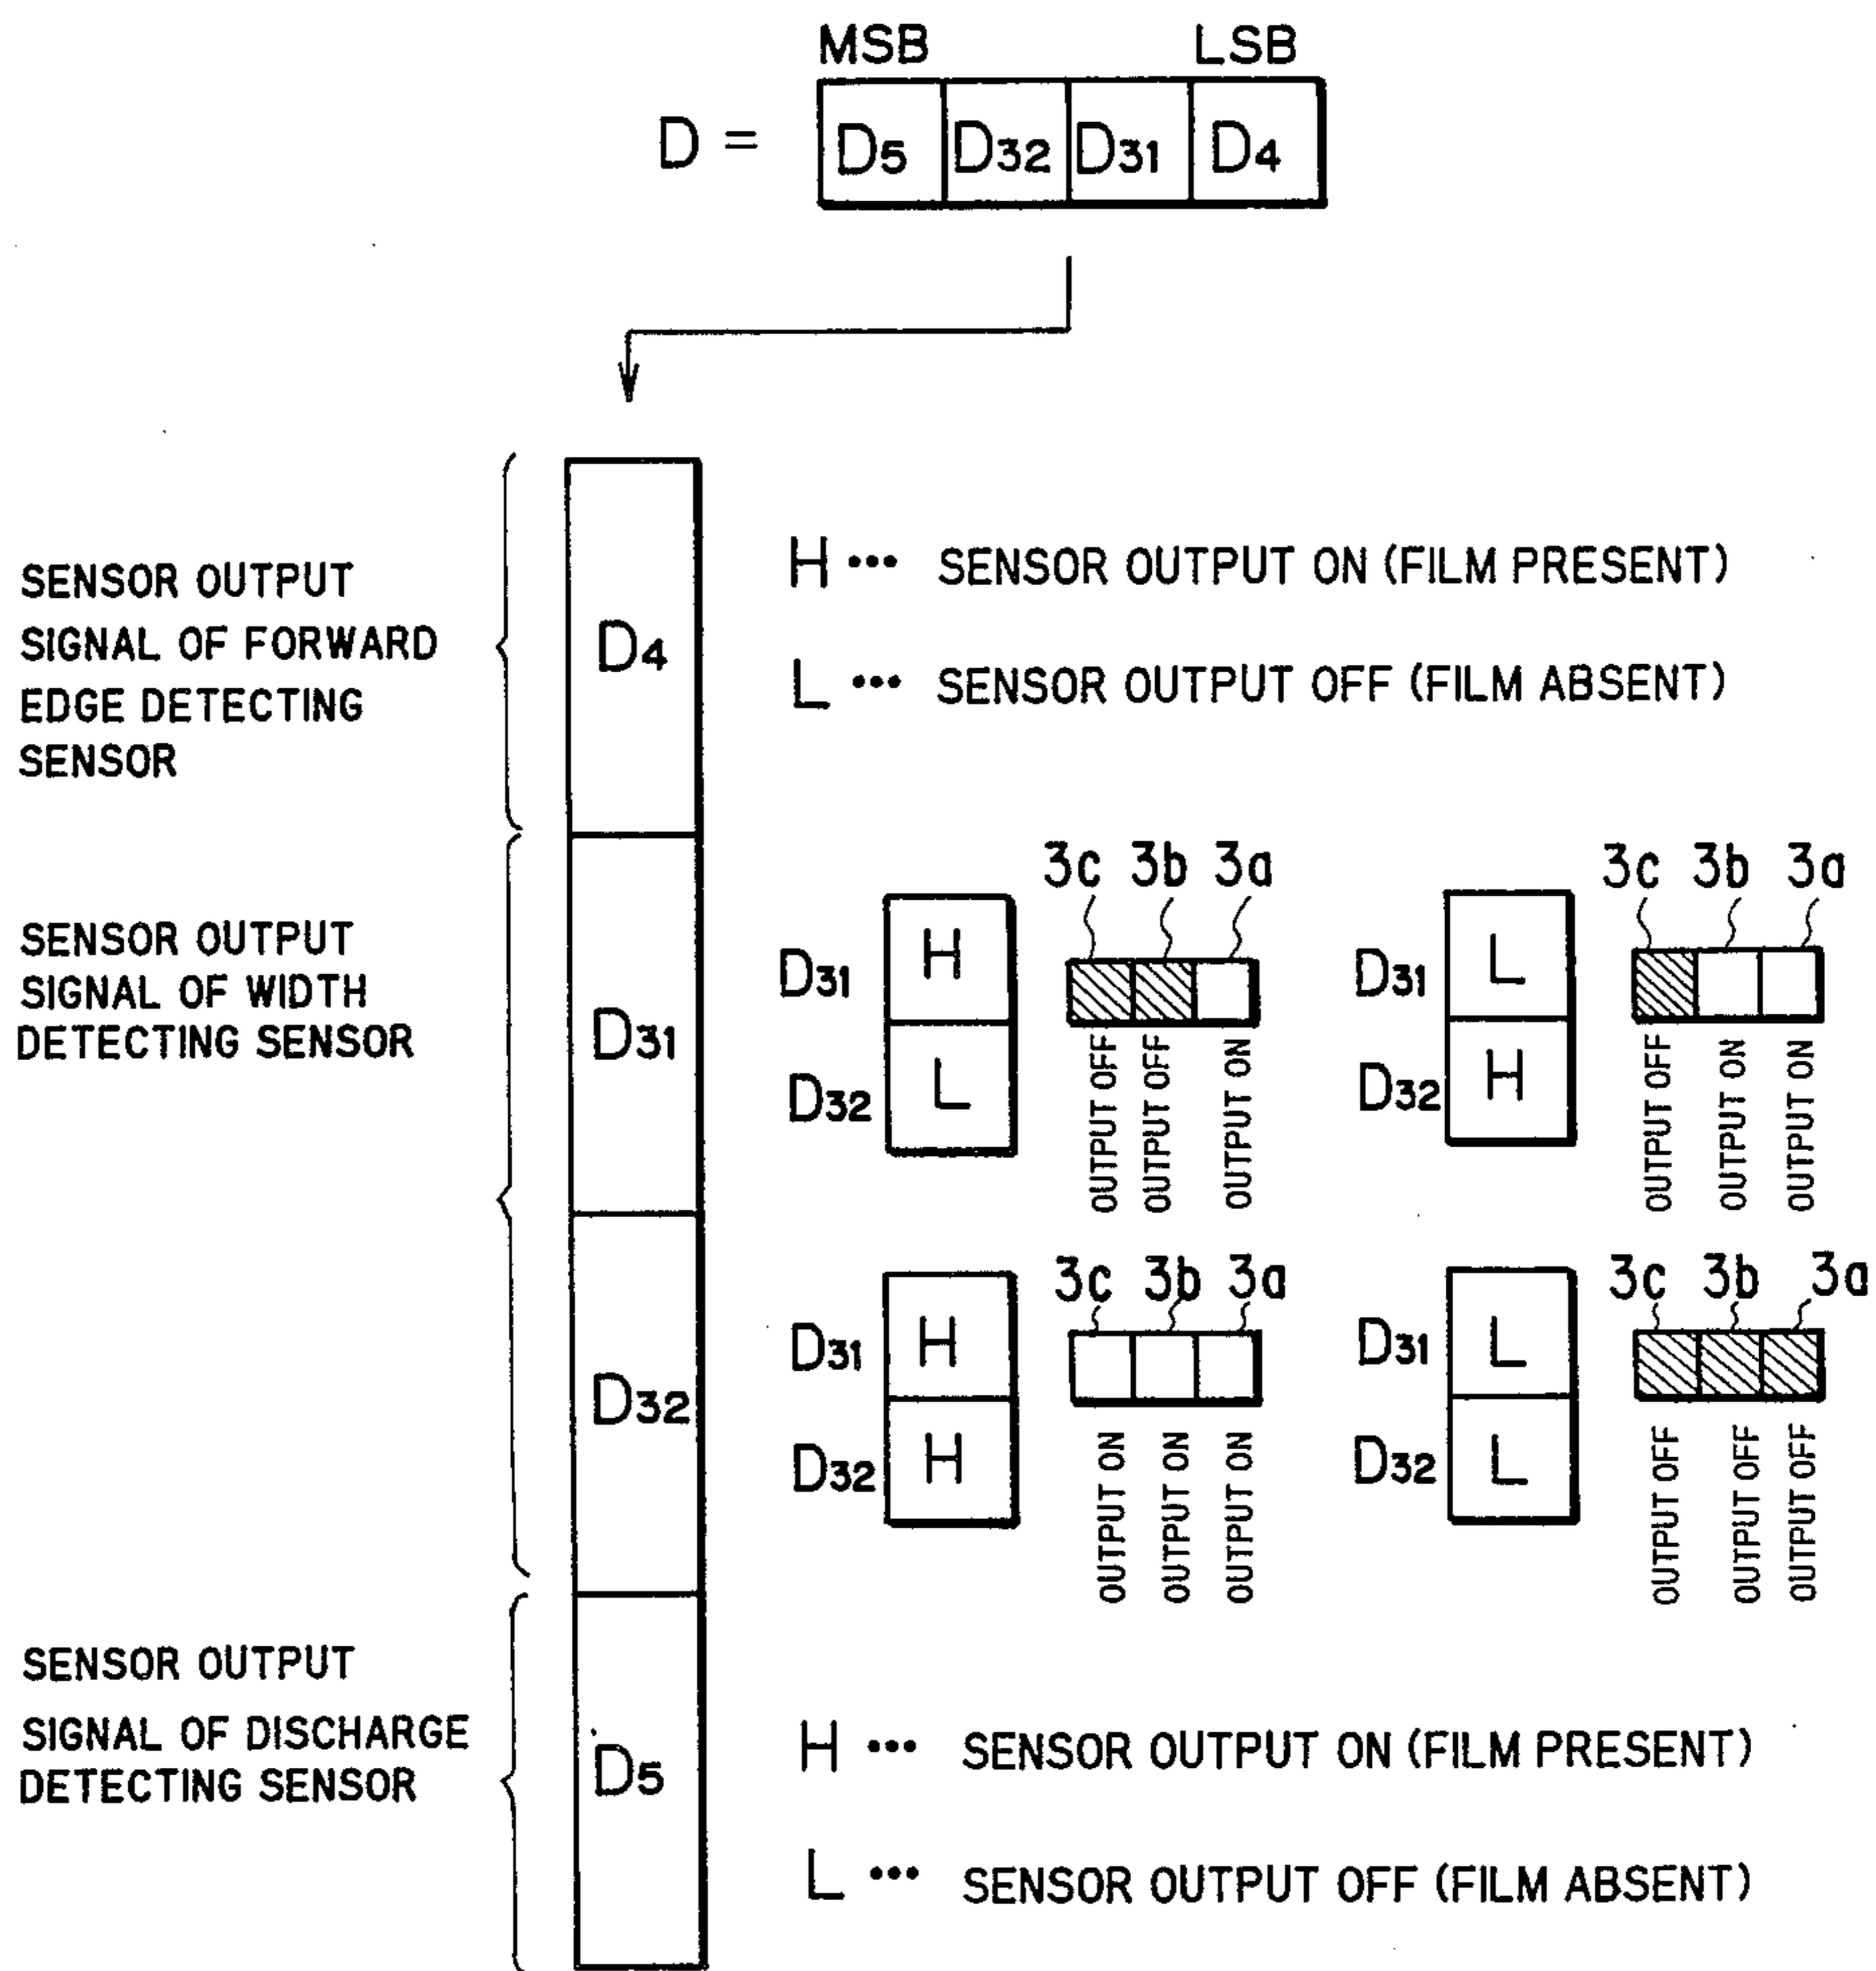 MSB LSB
D = D5 D32 D31 D4
SENSOR OUTPUT
SIGNAL OF FORWARD
EDGE DETECTING
SENSOR
D4
H ••• SENSOR OUTPUT ON (FILM PRESENT)
L ••• SENSOR OUTPUT OFF (FILM ABSENT)
SENSOR OUTPUT
SIGNAL OF WIDTH
DETECTING SENSOR
D31
D32
3c 3b 3a
D31 H
D32 L
OUTPUT OFF
OUTPUT OFF
OUTPUT ON
3c 3b 3a
D31 L
D32 H
OUTPUT OFF
OUTPUT ON
OUTPUT ON
3c 3b 3a
D31 H
D32 H
OUTPUT ON
OUTPUT ON
OUTPUT ON
3c 3b 3a
D31 L
D32 L
OUTPUT OFF
OUTPUT OFF
OUTPUT OFF
SENSOR OUTPUT
SIGNAL OF DISCHARGE
DETECTING SENSOR
D5
H ••• SENSOR OUTPUT ON (FILM PRESENT)
L ••• SENSOR OUTPUT OFF (FILM ABSENT)